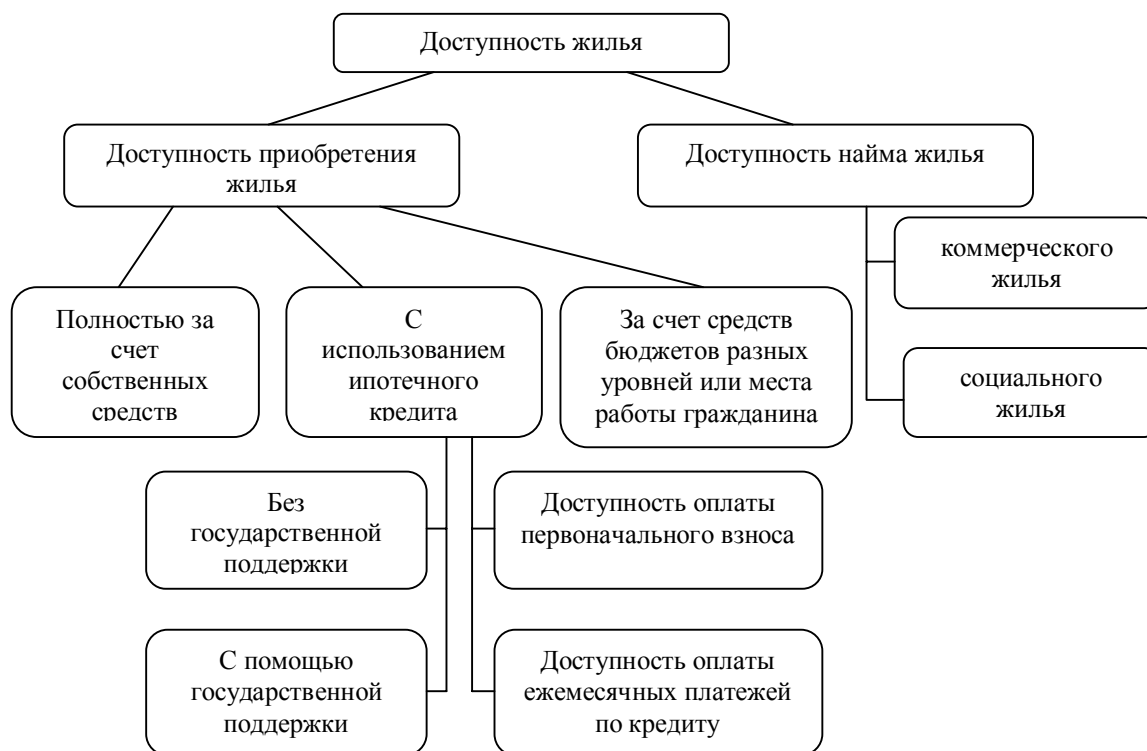 Доступность жилья
Доступность приобретения
жилья
Доступность найма жилья
коммерческого
жилья
социального
жилья
Полностью за
счет
собственных
средств
С
использованием
ипотечного
кредита
За счет средств
бюджетов разных
уровней или места
работы гражданина
Без
государственной
поддержки
Доступность оплаты
первоначального взноса
С помощью
государственной
поддержки
Доступность оплаты
ежемесячных платежей
по кредиту